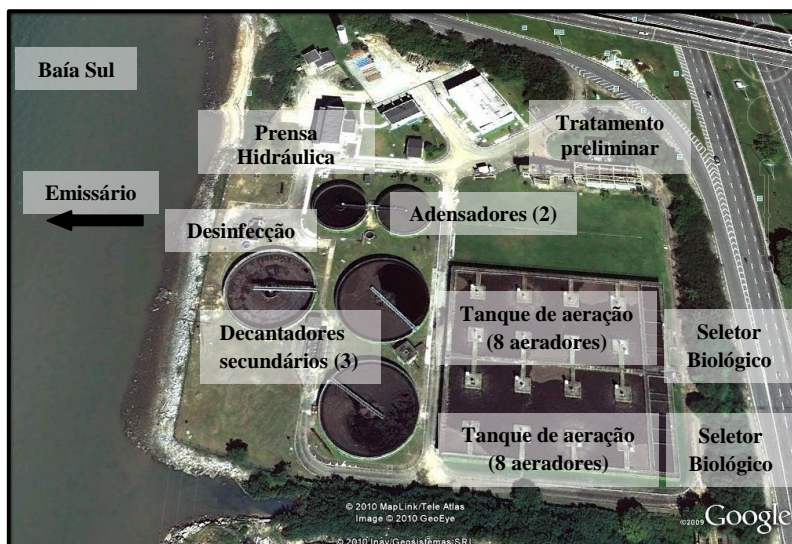 Baía Sul
Prensa
Hidráulica
Tratamento
preliminar
Emissário
Desinfecção
Adensadores (2)
Decantadores
secundários (3)
Tanque de aeração
(8 aeradores)
Seletor
Biológico
Tanque de aeração
(8 aeradores)
Seletor
Biológico
© 2010 MapLink/Tele Atlas
Image © 2010 GeoEye
© 2010 Inav/Geosistemas SRL
©2009 Google